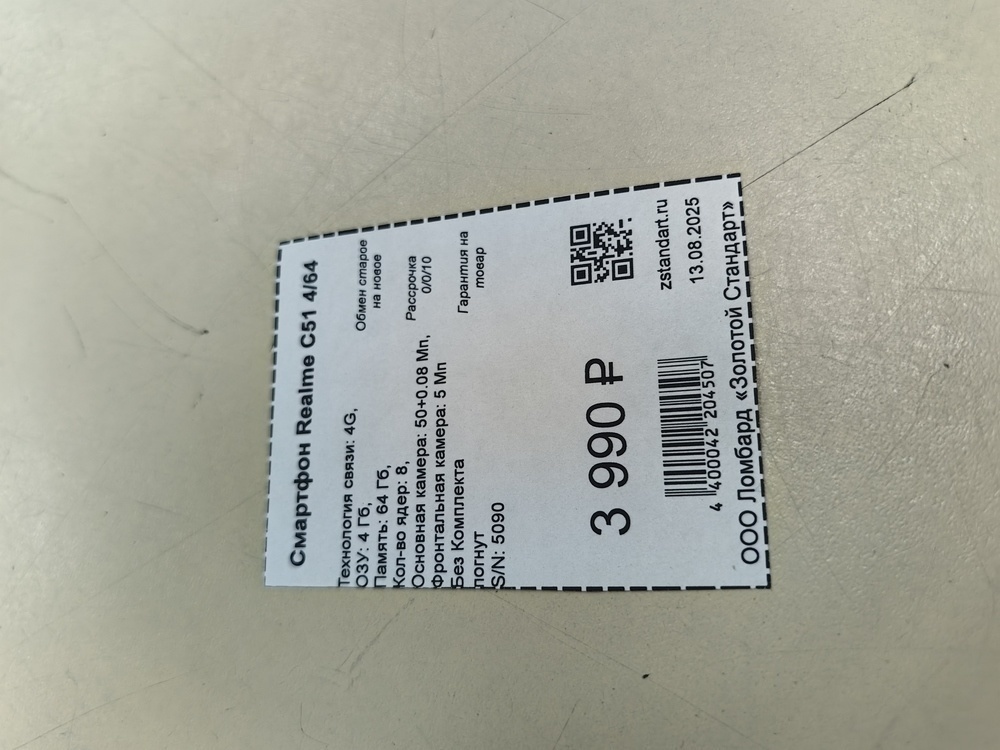 Смартфон Realme C51 4/64
Технология связи: 4G,
ОЗУ: 4 Гб,
Память: 64 Гб,
Кол-во ядер: 8,
Основная камера: 50+0.08 Мп,
Фронтальная камера: 5 Мп
Без Комплекта
погнут
S/N: 5090
Обмен старое
на новое
Рассрочка
0/0/10
Гарантия на
товар
3 990 ₽
4 400042 204507
zstandart.ru
13.08.2025
ООО Ломбард «Золотой Стандарт»